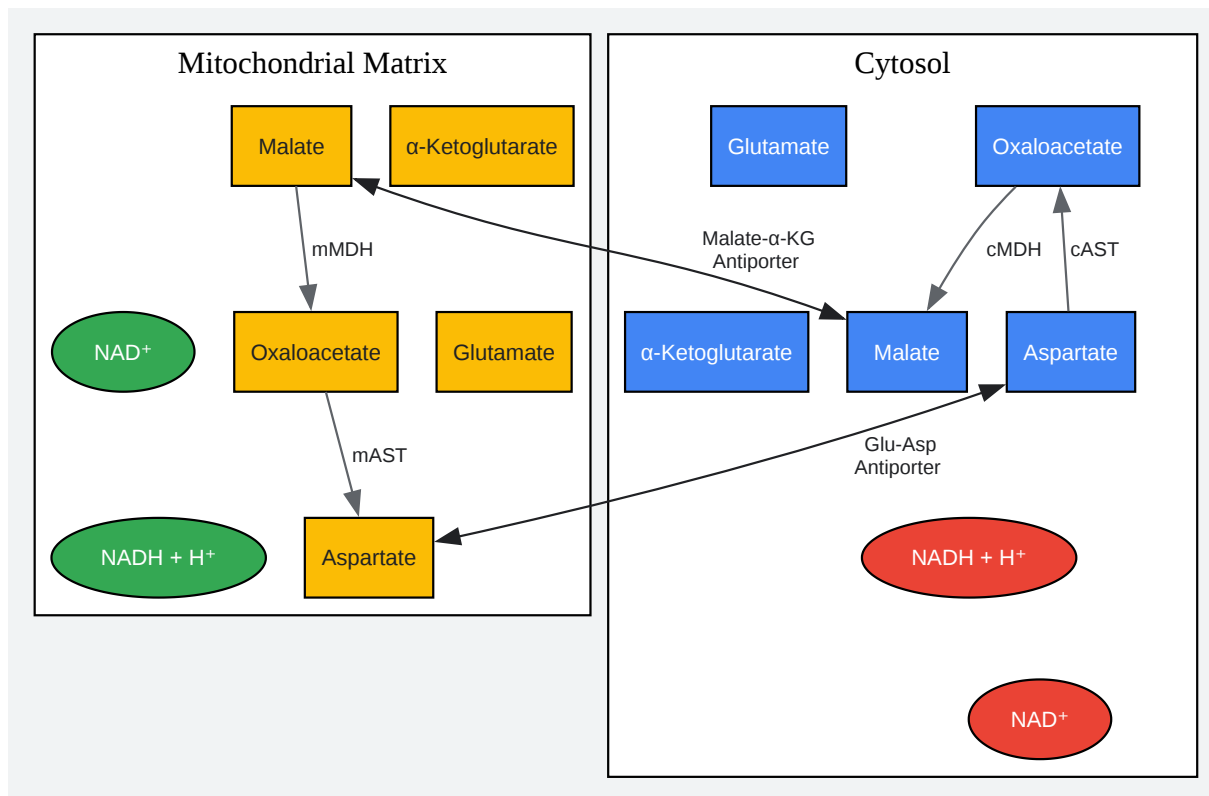 Mitochondrial Matrix
Malate
α-Ketoglutarate
mMDH
NAD⁺
Oxaloacetate
Glutamate
mAST
NADH + H⁺
Aspartate
Cytosol
Glutamate
Oxaloacetate
Malate-α-KG
Antiporter
cMDH
cAST
α-Ketoglutarate
Malate
Aspartate
Glu-Asp
Antiporter
NADH + H⁺
NAD⁺